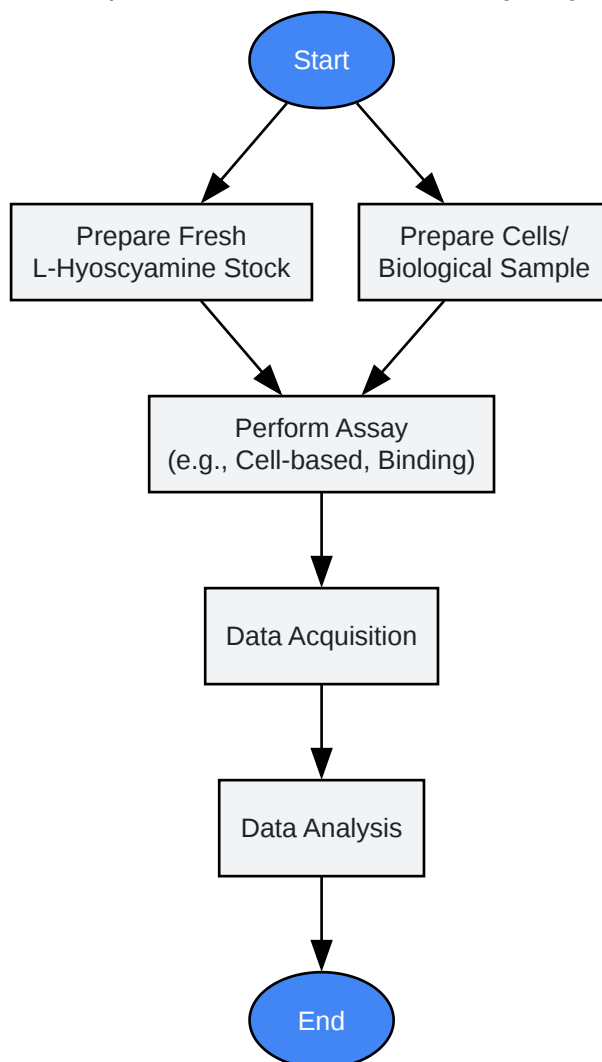 Start
Prepare Fresh
L-Hyoscyamine Stock
Prepare Cells/
Biological Sample
Perform Assay
(e.g., Cell-based, Binding)
Data Acquisition
Data Analysis
End